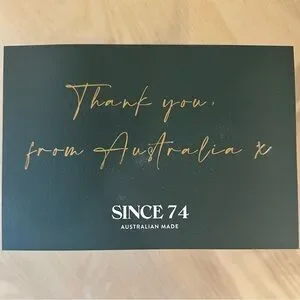 Thank you,
from Australia x
SINCE 74
AUSTRALIAN MADE